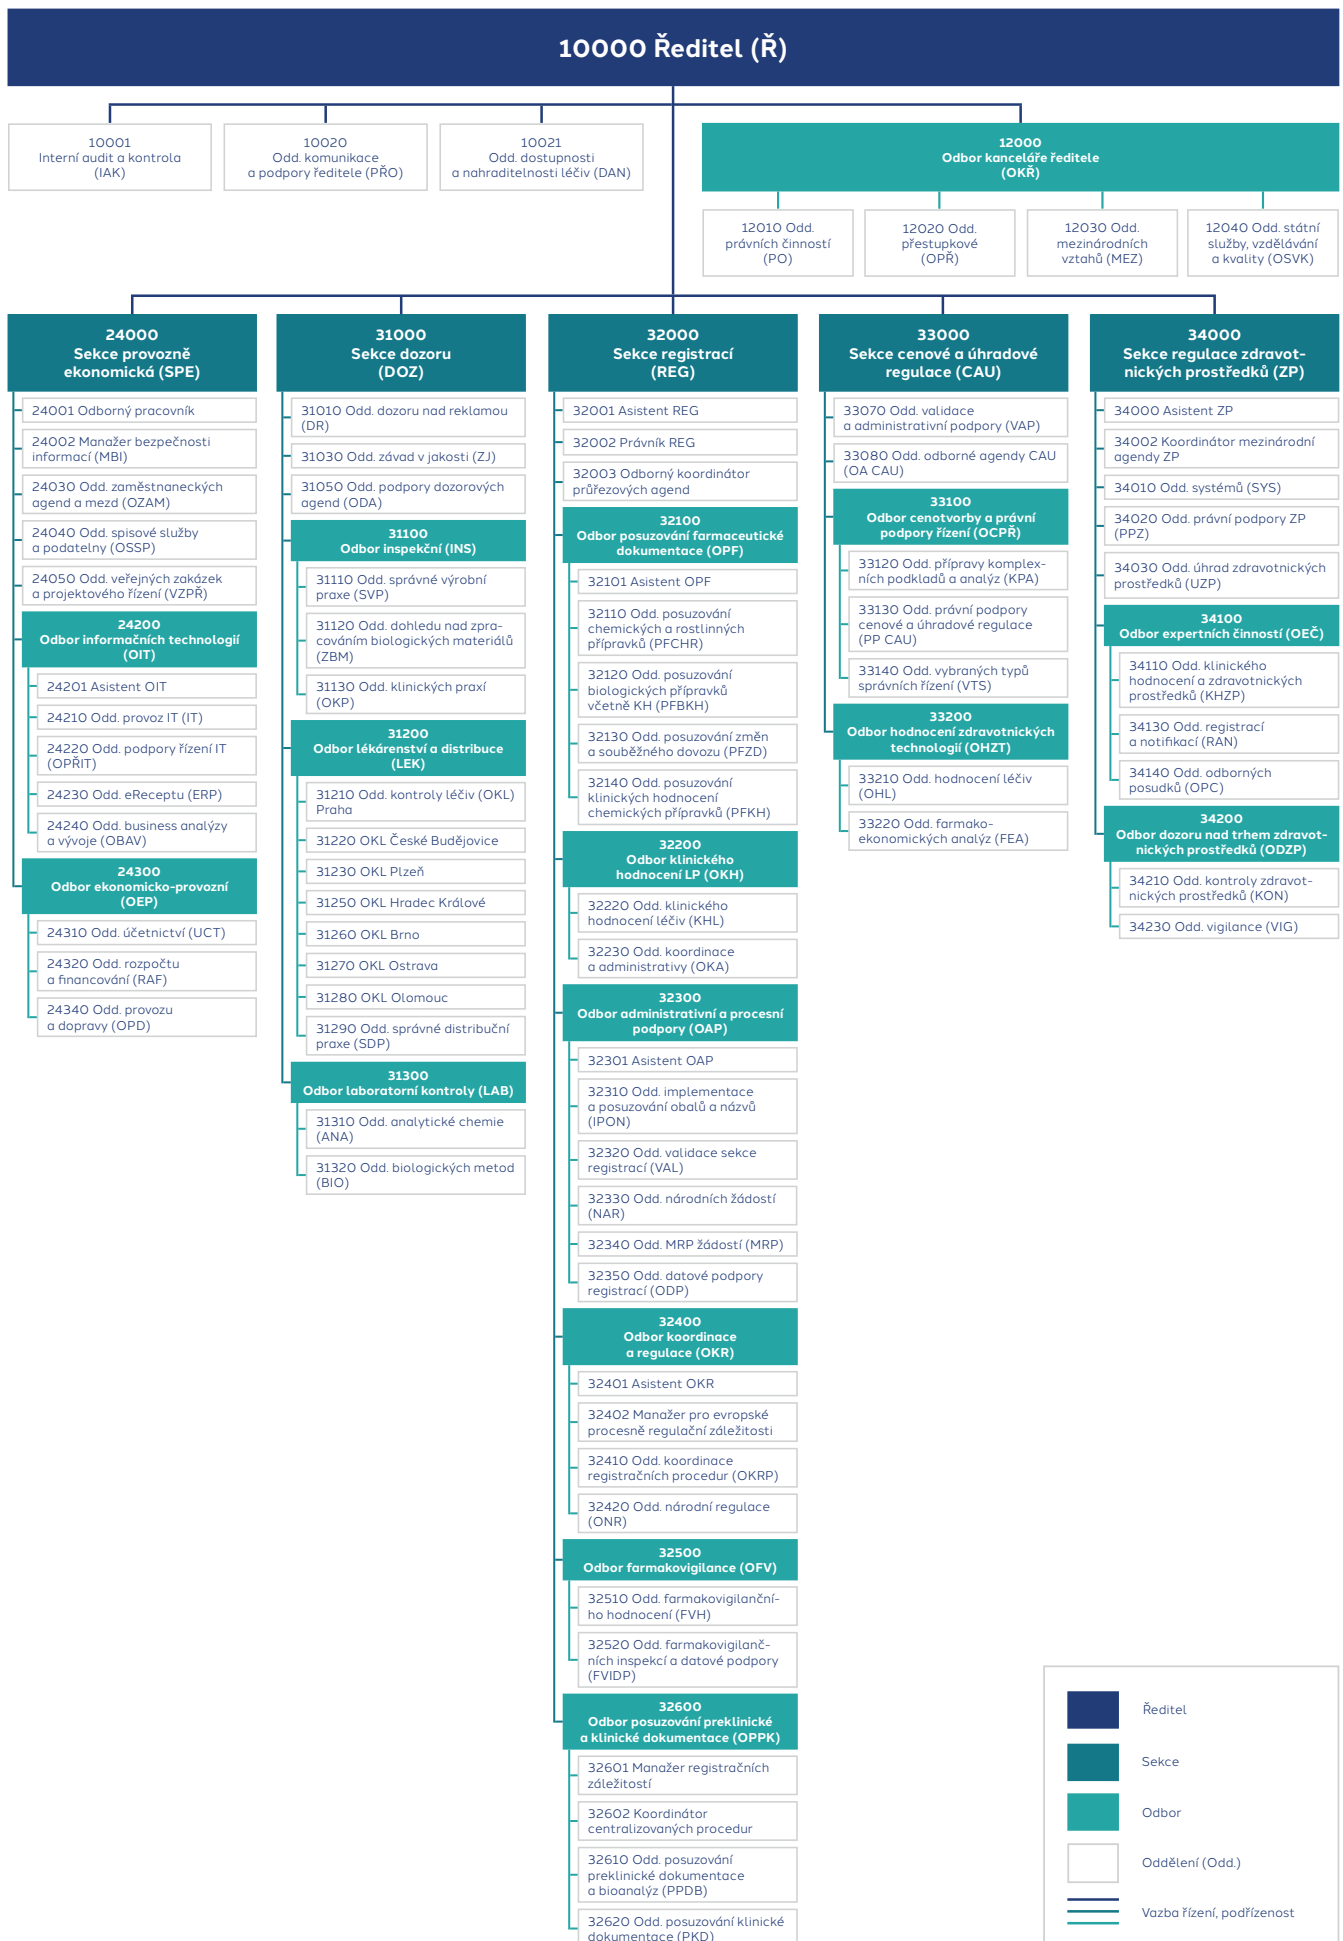 10000 Ředitel (Ř)
10001
Interní audit a kontrola
(IAK)
10020
Odd. komunikace
a podpory ředitele (PŘO)
10021
Odd. dostupnosti
a nahraditelnosti léčiv (DAN)
12000
Odbor kanceláře ředitele
(OKŘ)
12010 Odd.
právních činností
(PO)
12020 Odd.
přestupkové
(OPŘ)
12030 Odd.
mezinárodních
vztahů (MEZ)
12040 Odd. státní
služby, vzdělávání
a kvality (OSVK)
24000
Sekce provozně
ekonomická (SPE)
24001 Odborný pracovník
24002 Manažer bezpečnosti
informací (MBI)
24030 Odd. zaměstnaneckých
agend a mezd (OZAM)
24040 Odd. spisové služby
a podatelny (OSSP)
24050 Odd. veřejných zakázek
a projektového řízení (VZPŘ)
24200
Odbor informačních technologií
(OIT)
24201 Asistent OIT
24210 Odd. provoz IT (IT)
24220 Odd. podpory řízení IT
(OPŘIT)
24230 Odd. eReceptu (ERP)
24240 Odd. business analýzy
a vývoje (OBAV)
24300
Odbor ekonomicko-provozní
(OEP)
24310 Odd. účetnictví (UCT)
24320 Odd. rozpočtu
a financování (RAF)
24340 Odd. provozu
a dopravy (OPD)
31000
Sekce dozoru
(DOZ)
31010 Odd. dozoru nad reklamou
(DR)
31030 Odd. závad v jakosti (ZJ)
31050 Odd. podpory dozorových
agend (ODA)
31100
Odbor inspekční (INS)
31110 Odd. správné výrobní
praxe (SVP)
31120 Odd. dohledu nad zpra-
cováním biologických materiálů
(ZBM)
31130 Odd. klinických praxí
(OKP)
31200
Odbor lékárenství a distribuce
(LEK)
31210 Odd. kontroly léčiv (OKL)
Praha
31220 OKL České Budějovice
31230 OKL Plzeň
31250 OKL Hradec Králové
31260 OKL Brno
31270 OKL Ostrava
31280 OKL Olomouc
31290 Odd. správné distribuční
praxe (SDP)
31300
Odbor laboratorní kontroly (LAB)
31310 Odd. analytické chemie
(ANA)
31320 Odd. biologických metod
(BIO)
32000
Sekce registrací
(REG)
32001 Asistent REG
32002 Právník REG
32003 Odborný koordinátor
průřezových agend
32100
Odbor posuzování farmaceutické
dokumentace (OPF)
32101 Asistent OPF
32110 Odd. posuzování
chemických a rostlinných
přípravků (PFCHR)
32120 Odd. posuzování
biologických přípravků
včetně KH (PFBKH)
32130 Odd. posuzování změn
a souběžného dovozu (PFZD)
32140 Odd. posuzování
klinických hodnocení
chemických přípravků (PFKH)
32200
Odbor klinického
hodnocení LP (OKH)
32220 Odd. klinického
hodnocení léčiv (KHL)
32230 Odd. koordinace
a administrativy (OKA)
32300
Odbor administrativní a procesní
podpory (OAP)
32301 Asistent OAP
32310 Odd. implementace
a posuzování obalů a názvů
(IPON)
32320 Odd. validace sekce
registrací (VAL)
32330 Odd. národních žádostí
(NAR)
32340 Odd. MRP žádostí (MRP)
32350 Odd. datové podpory
registrací (ODP)
32400
Odbor koordinace
a regulace (OKR)
32401 Asistent OKR
32402 Manažer pro evropské
procesně regulační záležitosti
32410 Odd. koordinace
registračních procedur (OKRP)
32420 Odd. národní regulace
(ONR)
32500
Odbor farmakovigilance (OFV)
32510 Odd. farmakovigilanční-
ho hodnocení (FVH)
32520 Odd. farmakovigilanč-
ních inspekcí a datové podpory
(FVIDP)
32600
Odbor posuzování preklinické
a klinické dokumentace (OPPK)
32601 Manažer registračních
záležitostí
32602 Koordinátor
centralizovaných procedur
32610 Odd. posuzování
preklinické dokumentace
a bioanalýz (PPDB)
32620 Odd. posuzování klinické
dokumentace (PKD)
33000
Sekce cenové a úhradové
regulace (CAU)
33070 Odd. validace
a administrativní podpory (VAP)
33080 Odd. odborné agendy CAU
(OA CAU)
33100
Odbor cenotvorby a právní
podpory řízení (OCPŘ)
33120 Odd. přípravy komplex-
ních podkladů a analýz (KPA)
33130 Odd. právní podpory
cenové a úhradové regulace
(PP CAU)
33140 Odd. vybraných typů
správních řízení (VTS)
33200
Odbor hodnocení zdravotnických
technologií (OHZT)
33210 Odd. hodnocení léčiv
(OHL)
33220 Odd. farmako-
ekonomických analýz (FEA)
34000
Sekce regulace zdravot-
nických prostředků (ZP)
34000 Asistent ZP
34002 Koordinátor mezinárodní
agendy ZP
34010 Odd. systémů (SYS)
34020 Odd. právní podpory ZP
(PPZ)
34030 Odd. úhrad zdravotnických
prostředků (UZP)
34100
Odbor expertních činností (OEČ)
34110 Odd. klinického
hodnocení a zdravotnických
prostředků (KHZP)
34130 Odd. registrací
a notifikací (RAN)
34140 Odd. odborných
posudků (OPC)
34200
Odbor dozoru nad trhem zdravot-
nických prostředků (ODZP)
34210 Odd. kontroly zdravot-
nických prostředků (KON)
34230 Odd. vigilance (VIG)
Ředitel
Sekce
Odbor
Oddělení (Odd.)
Vazba řízení, podřízenost